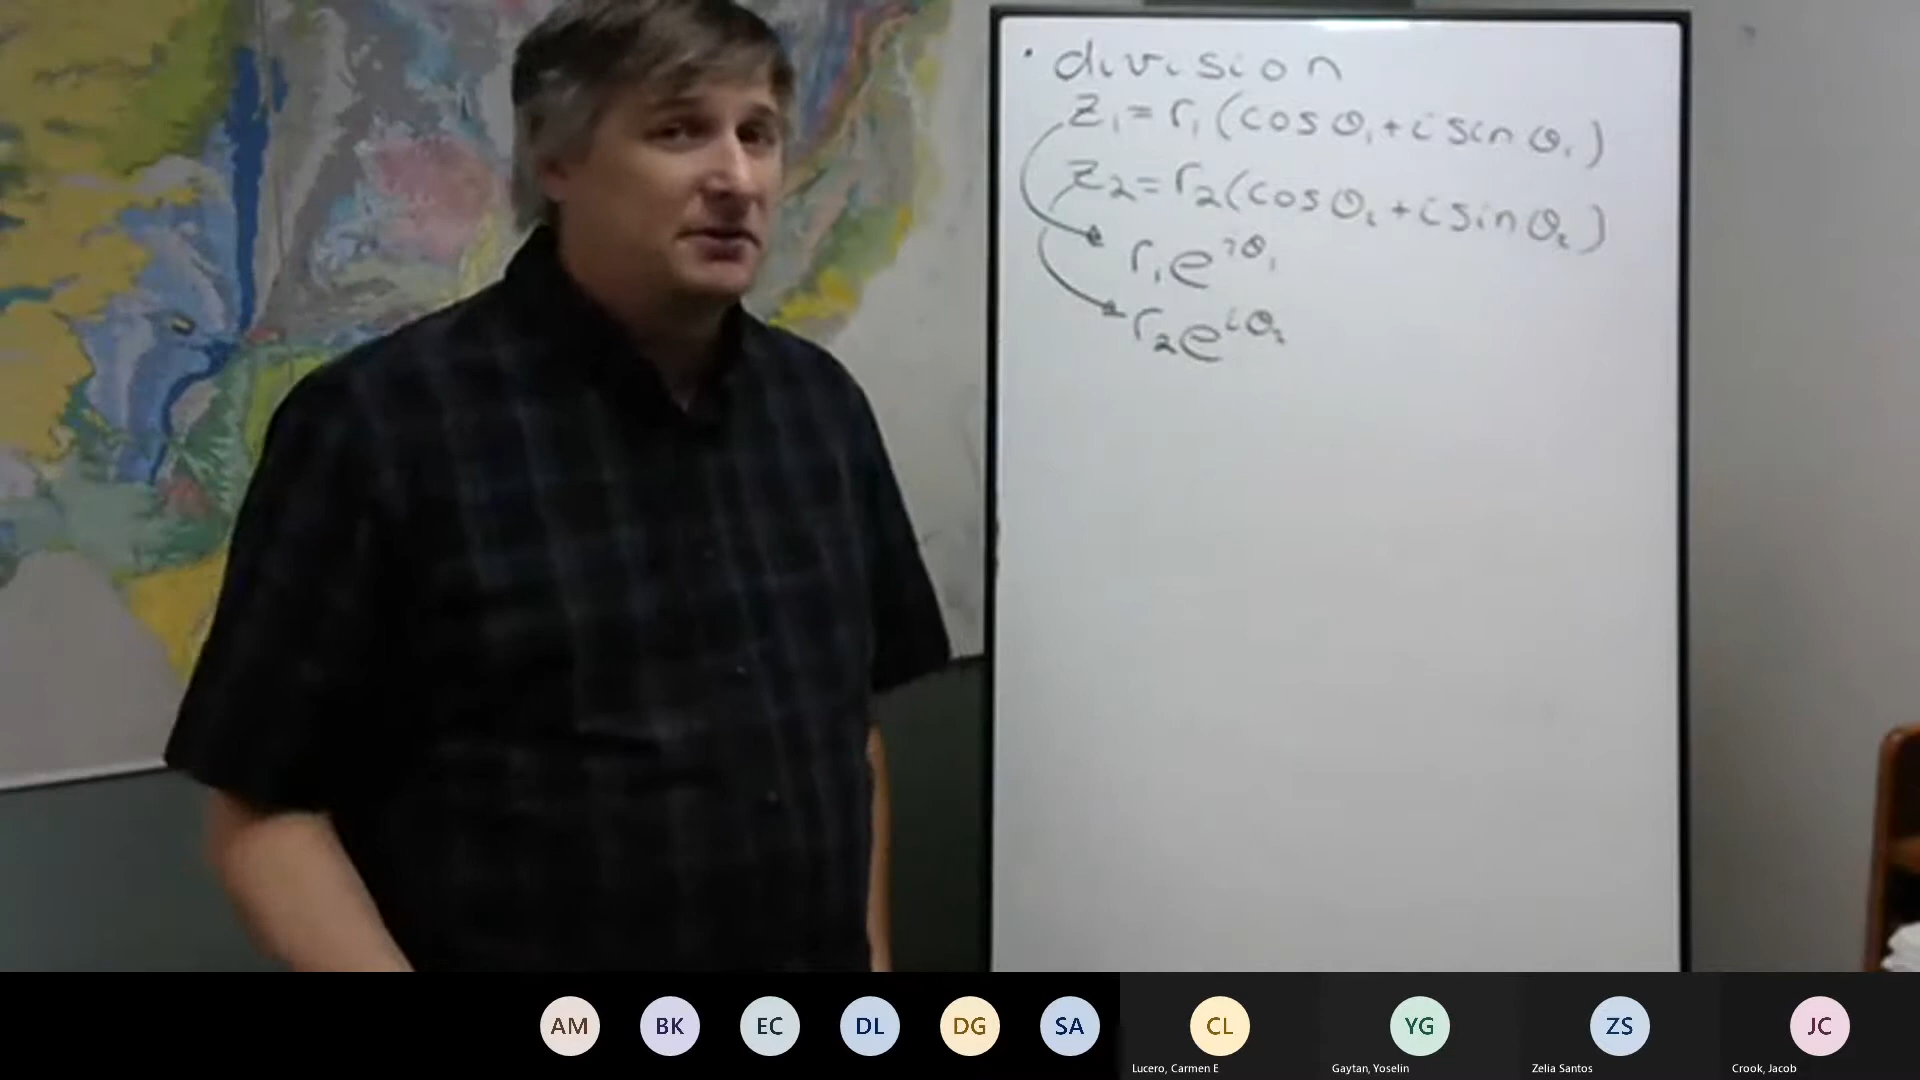 • division
z₁ = r₁(cos θ₁ + i sin θ₁)
z₂ = r₂(cos θ₂ + i sin θ₂)
r₁e^{iθ₁}
r₂e^{iθ₂}
AM BK EC DL DG SA CL YG ZS JC
Lucero, Carmen E Gaytan, Yoselin Zelia Santos Crook, Jacob